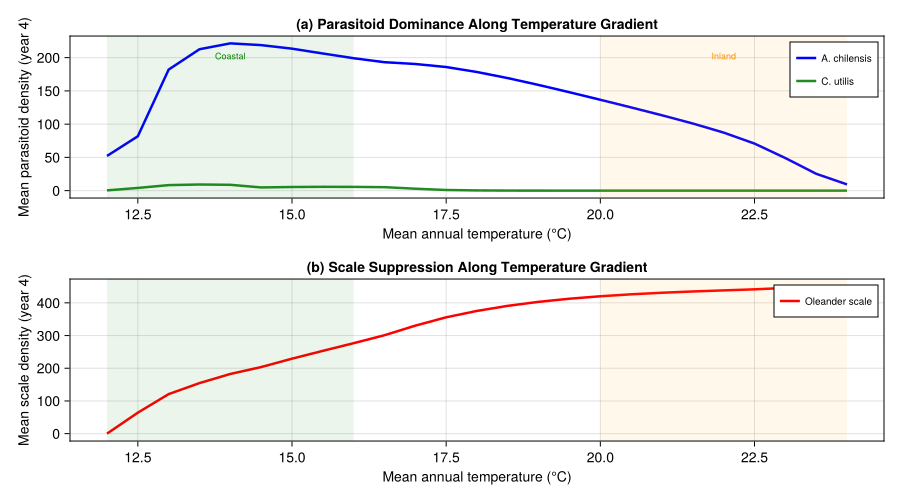 (a) Parasitoid Dominance Along Temperature Gradient
Mean parasitoid density (year 4)
200
150
100
50
0
Coastal
Inland
A. chilensis
C. utilis
12.5 15.0 17.5 20.0 22.5
Mean annual temperature (°C)
(b) Scale Suppression Along Temperature Gradient
Mean scale density (year 4)
400
300
200
100
0
Oleander scale
12.5 15.0 17.5 20.0 22.5
Mean annual temperature (°C)